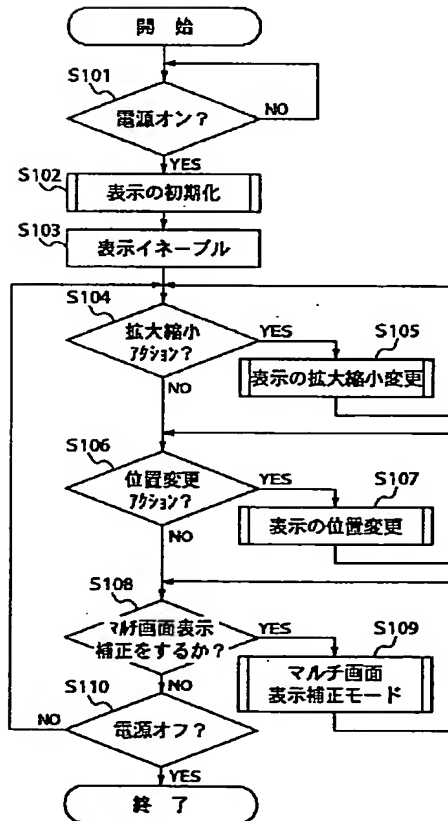 開 始
S101
電源オン?
NO
YES
S102
表示の初期化
S103
表示イネーブル
S104
拡大縮小
アクション?
YES
S105
表示の拡大縮小変更
NO
S106
位置変更
アクション?
YES
S107
表示の位置変更
NO
S108
マルチ画面表示
補正をするか?
YES
S109
マルチ画面
表示補正モード
NO
S110
電源オフ?
NO
YES
終 了